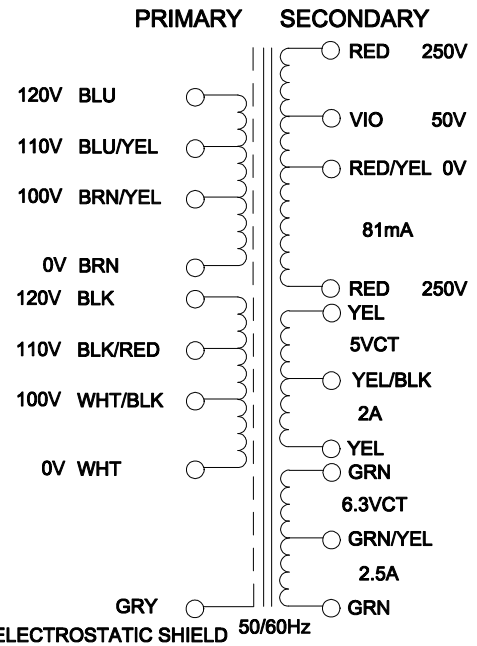 PRIMARY SECONDARY
RED 250V
120V BLU
VIO 50V
110V BLU/YEL
RED/YEL 0V
100V BRN/YEL
81mA
0V BRN
RED 250V
120V BLK
YEL
5VCT
110V BLK/RED
YEL/BLK
100V WHT/BLK
2A
YEL
0V WHT
GRN
6.3VCT
GRN/YEL
2.5A
GRY
GRN
ELECTROSTATIC SHIELD 50/60Hz